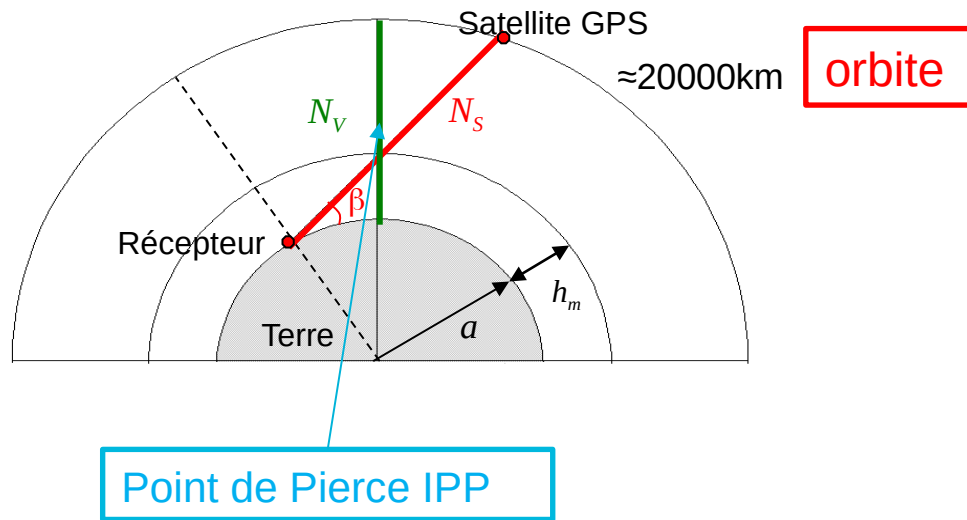 Satellite GPS
≈20000km
orbite
N_V
N_S
β
Récepteur
h_m
a
Terre
Point de Pierce IPP